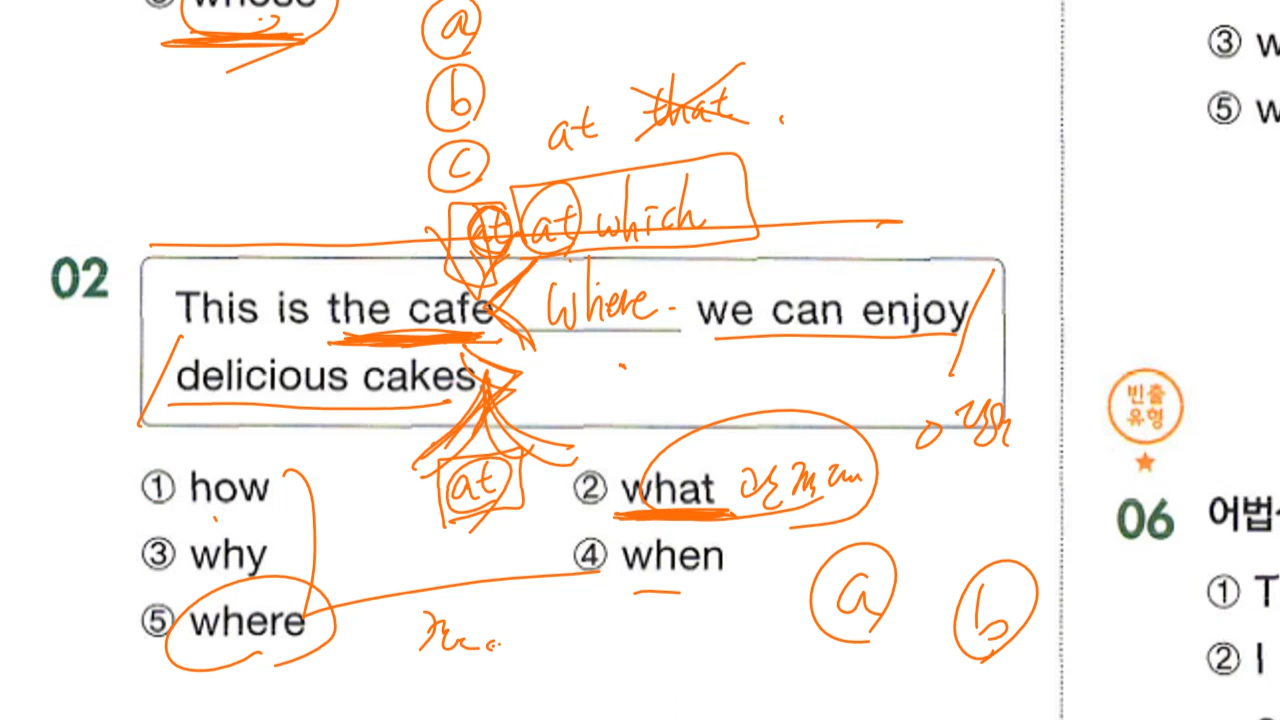 whose
ⓐ
ⓑ
at that
ⓒ
at at which
02
This is the cafe where we can enjoy
delicious cakes
at
① how
② what
③ why
④ when
⑤ where
ⓐ
ⓑ
③ w
⑤ w
빈출
유형
06 어법
① T
② I